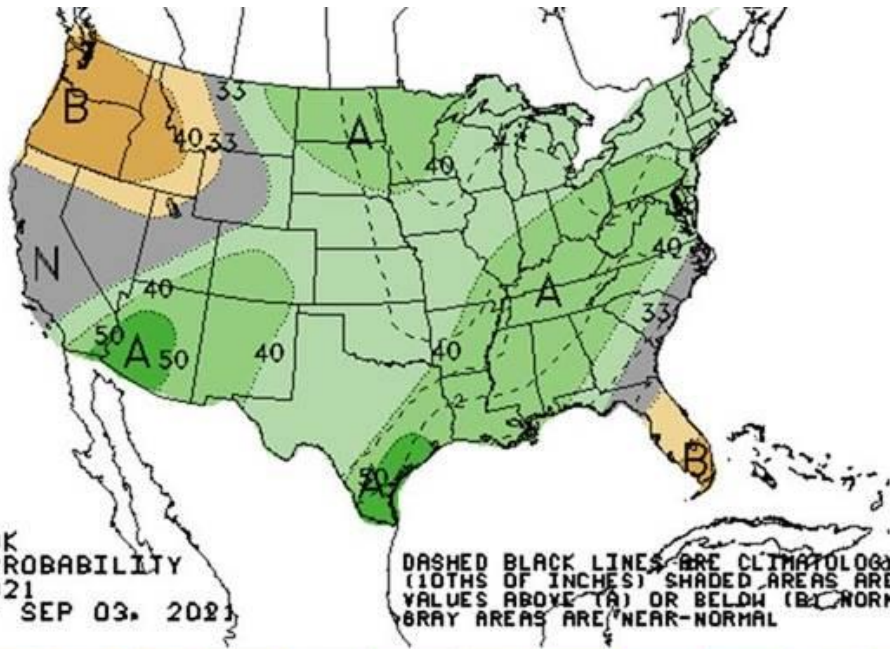 33
B
A
40 33
40
40
N
40
A
33
50
A 50
40
40
2
50
A
B
K
ROBABILITY
21
SEP 03. 2021
DASHED BLACK LINES ARE CLIMATOLOGY
(10THS OF INCHES) SHADED AREAS ARE
VALUES ABOVE (A) OR BELOW (B) NORM
GRAY AREAS ARE NEAR-NORMAL